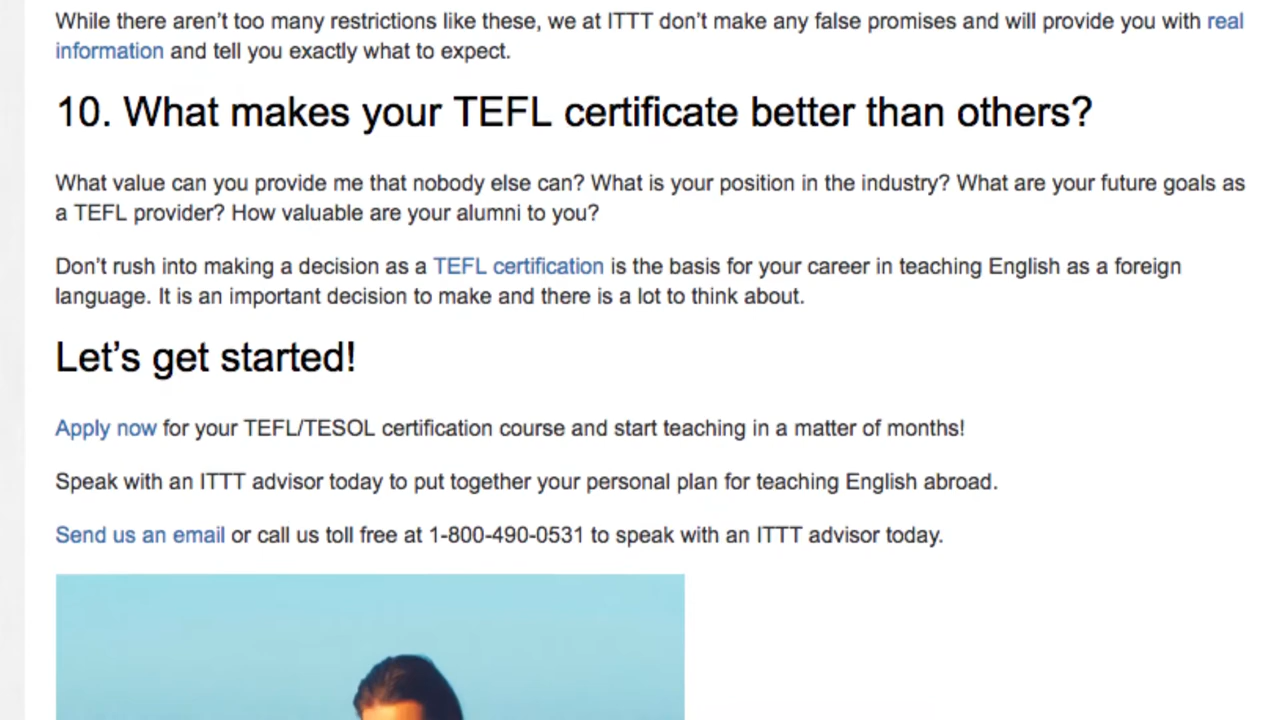 While there aren’t too many restrictions like these, we at ITTT don’t make any false promises and will provide you with real
information and tell you exactly what to expect.
10. What makes your TEFL certificate better than others?
What value can you provide me that nobody else can? What is your position in the industry? What are your future goals as
a TEFL provider? How valuable are your alumni to you?
Don’t rush into making a decision as a TEFL certification is the basis for your career in teaching English as a foreign
language. It is an important decision to make and there is a lot to think about.
Let’s get started!
Apply now for your TEFL/TESOL certification course and start teaching in a matter of months!
Speak with an ITTT advisor today to put together your personal plan for teaching English abroad.
Send us an email or call us toll free at 1-800-490-0531 to speak with an ITTT advisor today.